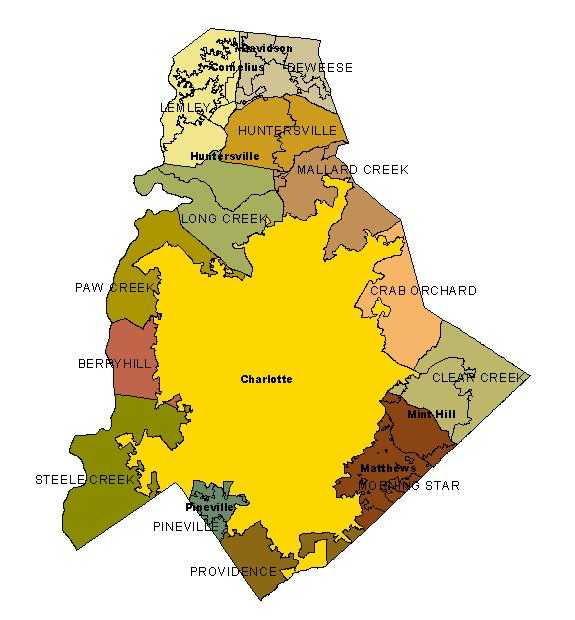 Davidson
Cornelius
DEWEESE
LEMLEY
HUNTERSVILLE
Huntersville
MALLARD CREEK
LONG CREEK
PAW CREEK
CRAB ORCHARD
BERRYHILL
Charlotte
CLEAR CREEK
Mint Hill
Matthews
STEELE CREEK
MORNING STAR
Pineville
PINEVILLE
PROVIDENCE